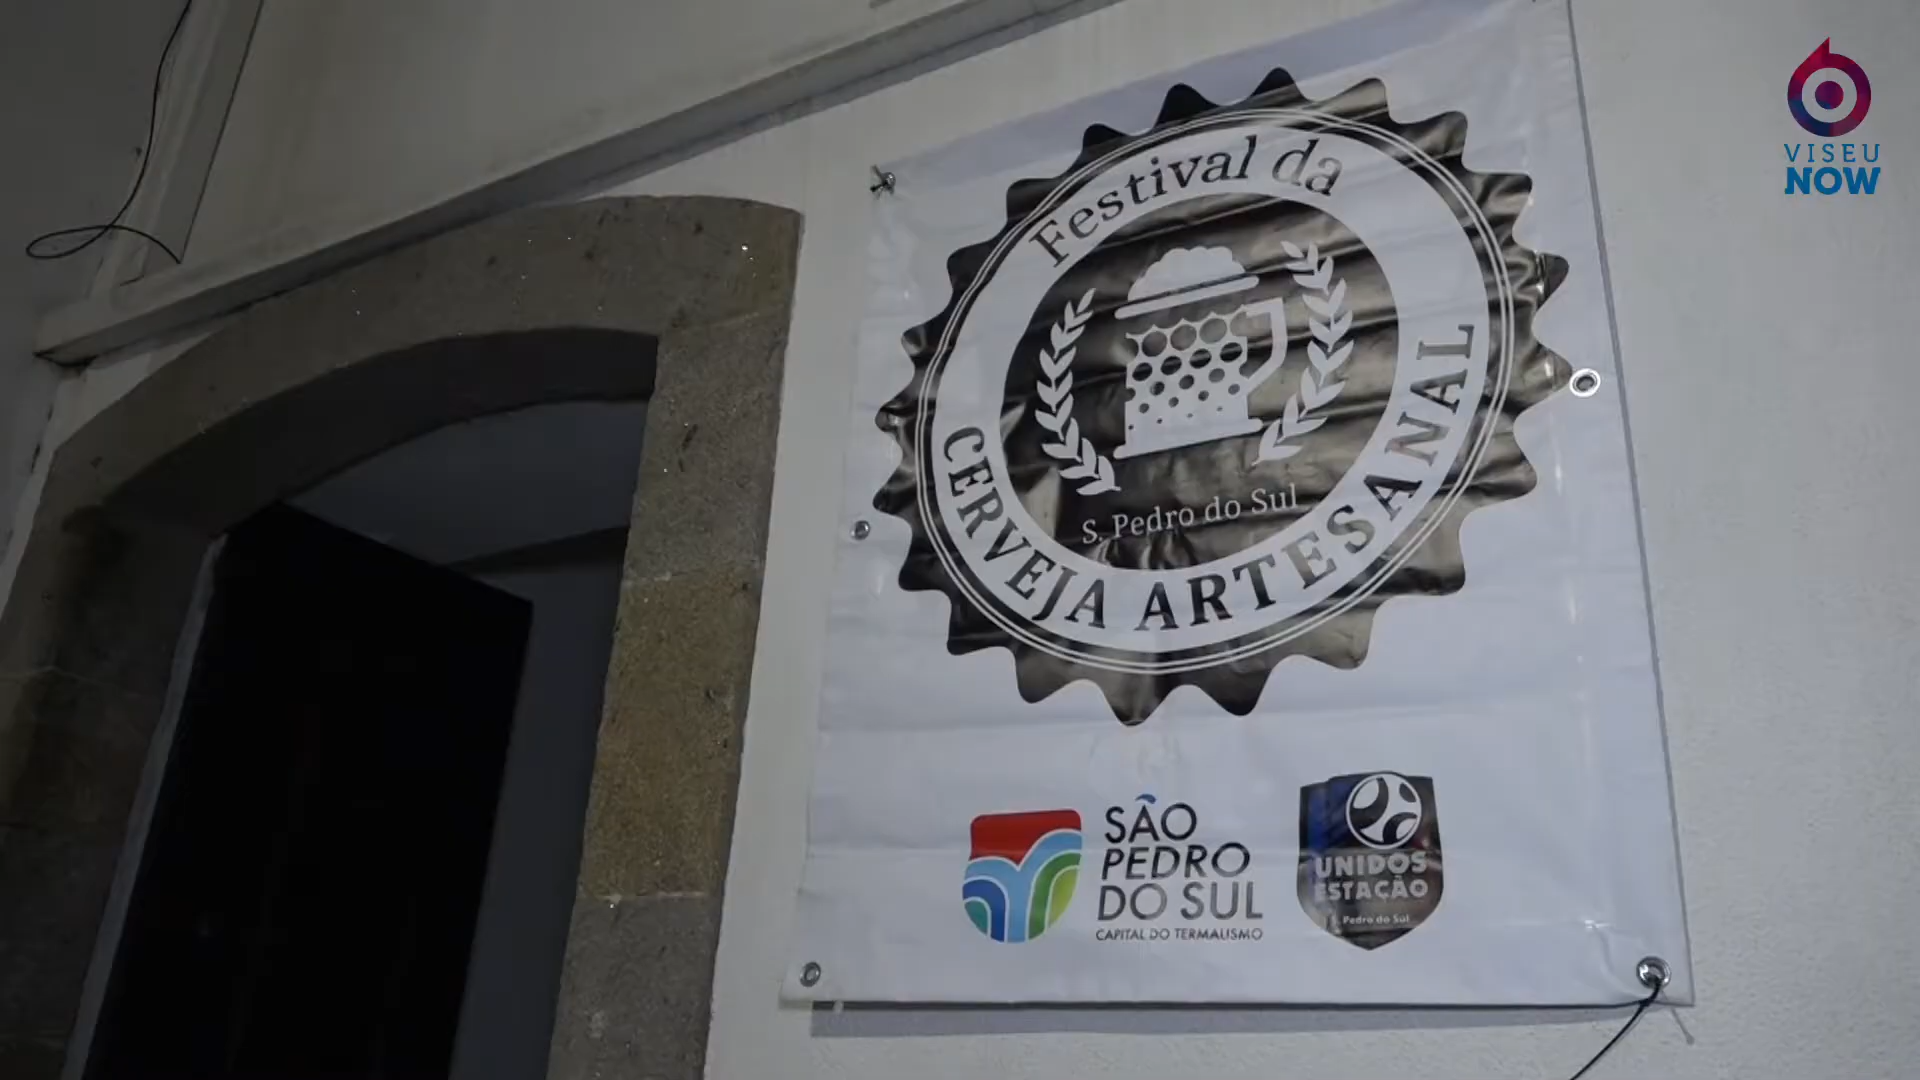 VISEU
NOW
Festival da
S. Pedro do Sul
CERVEJA ARTESANAL
SÃO
PEDRO
DO SUL
CAPITAL DO TERMALISMO
UNIDOS
ESTAÇÃO
S. Pedro do Sul